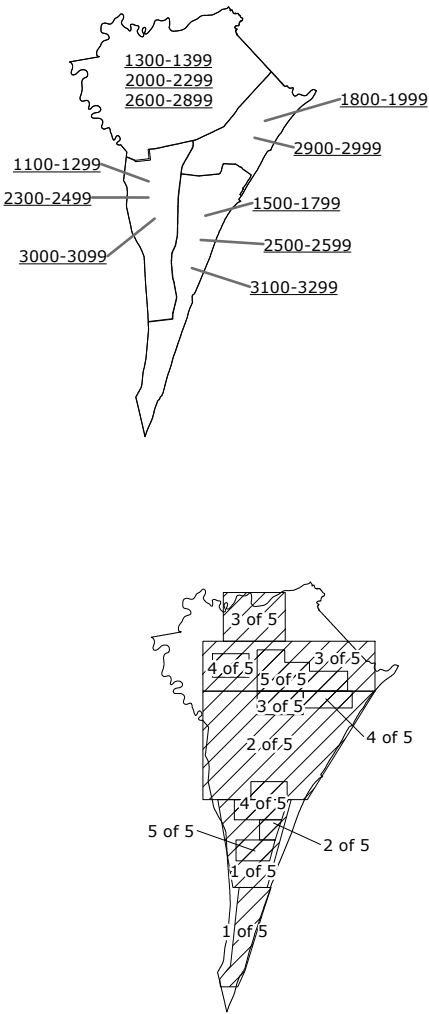 1300-1399
2000-2299
2600-2899
1800-1999
2900-2999
1100-1299
2300-2499
3000-3099
1500-1799
2500-2599
3100-3299
3 of 5
3 of 5
4 of 5
5 of 5
3 of 5
4 of 5
2 of 5
4 of 5
5 of 5
2 of 5
1 of 5
1 of 5